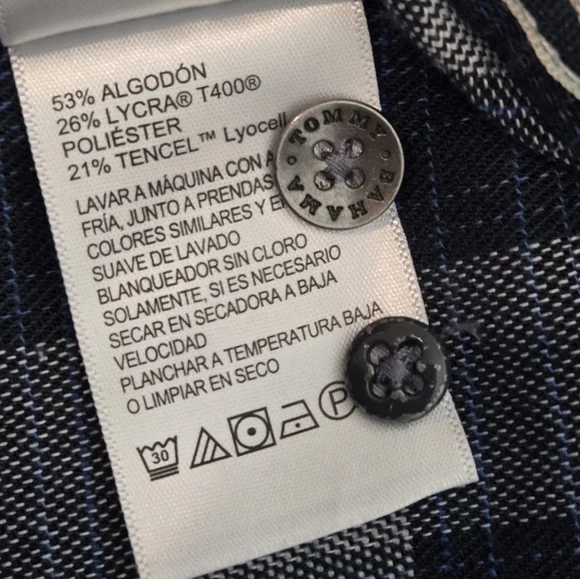 53% ALGODÓN
26% LYCRA® T400®
POLIÉSTER
21% TENCEL™ Lyocell
LAVAR A MÁQUINA CON A
FRÍA, JUNTO A PRENDAS
COLORES SIMILARES Y E
SUAVE DE LAVADO
BLANQUEADOR SIN CLORO
SOLAMENTE, SI ES NECESARIO
SECAR EN SECADORA A BAJA
VELOCIDAD
PLANCHAR A TEMPERATURA BAJA
O LIMPIAR EN SECO
30 P
TOMMY BAHAMA